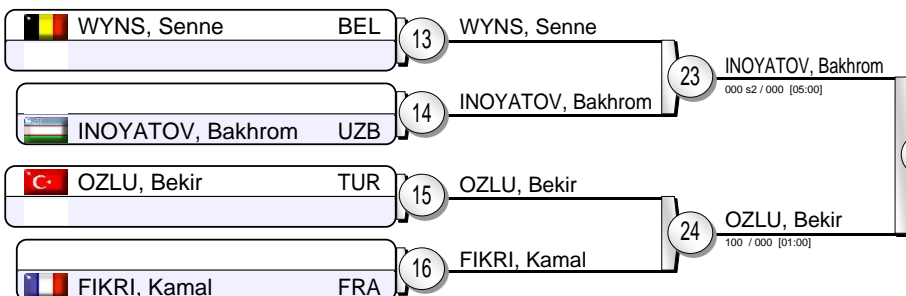 WYNS, Senne BEL
13
WYNS, Senne
INOYATOV, Bakhrom UZB
14
INOYATOV, Bakhrom
23
INOYATOV, Bakhrom
000 s2 / 000 [05:00]
OZLU, Bekir TUR
15
OZLU, Bekir
FIKRI, Kamal FRA
16
FIKRI, Kamal
24
OZLU, Bekir
100 / 000 [01:00]